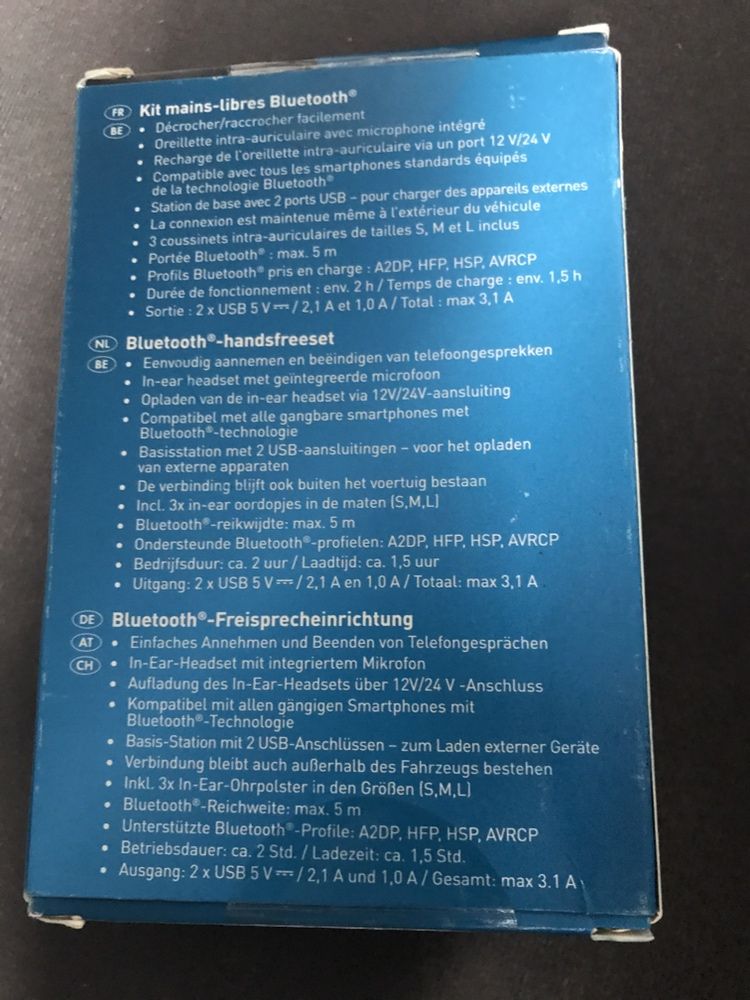 FR Kit mains-libres Bluetooth®
BE • Décrocher/raccrocher facilement
• Oreillette intra-auriculaire avec microphone intégré
• Recharge de l'oreillette intra-auriculaire via un port 12 V/24 V
• Compatible avec tous les smartphones standards équipés
de la technologie Bluetooth®
• Station de base avec 2 ports USB – pour charger des appareils externes
• La connexion est maintenue même à l'extérieur du véhicule
• 3 coussinets intra-auriculaires de tailles S, M et L inclus
• Portée Bluetooth® : max. 5 m
• Profils Bluetooth® pris en charge : A2DP, HFP, HSP, AVRCP
• Durée de fonctionnement : env. 2 h / Temps de charge : env. 1,5 h
• Sortie : 2 x USB 5 V ⎓ / 2,1 A et 1,0 A / Total : max 3,1 A
NL Bluetooth®-handsfreeset
BE • Eenvoudig aannemen en beëindigen van telefoongesprekken
• In-ear headset met geïntegreerde microfoon
• Opladen van de in-ear headset via 12V/24V-aansluiting
• Compatibel met alle gangbare smartphones met
Bluetooth®-technologie
• Basisstation met 2 USB-aansluitingen – voor het opladen
van externe apparaten
• De verbinding blijft ook buiten het voertuig bestaan
• Incl. 3x in-ear oordopjes in de maten (S,M,L)
• Bluetooth®-reikwijdte: max. 5 m
• Ondersteunde Bluetooth®-profielen: A2DP, HFP, HSP, AVRCP
• Bedrijfsduur: ca. 2 uur / Laadtijd: ca. 1,5 uur
• Uitgang: 2 x USB 5 V ⎓ / 2,1 A en 1,0 A / Totaal: max 3,1 A
DE Bluetooth®-Freisprecheinrichtung
AT • Einfaches Annehmen und Beenden von Telefongesprächen
CH • In-Ear-Headset mit integriertem Mikrofon
• Aufladung des In-Ear-Headsets über 12V/24 V -Anschluss
• Kompatibel mit allen gängigen Smartphones mit
Bluetooth®-Technologie
• Basis-Station mit 2 USB-Anschlüssen – zum Laden externer Geräte
• Verbindung bleibt auch außerhalb des Fahrzeugs bestehen
• Inkl. 3x In-Ear-Ohrpolster in den Größen (S,M,L)
• Bluetooth®-Reichweite: max. 5 m
• Unterstützte Bluetooth®-Profile: A2DP, HFP, HSP, AVRCP
• Betriebsdauer: ca. 2 Std. / Ladezeit: ca. 1,5 Std.
• Ausgang: 2 x USB 5 V ⎓ / 2,1 A und 1,0 A / Gesamt: max 3.1 A